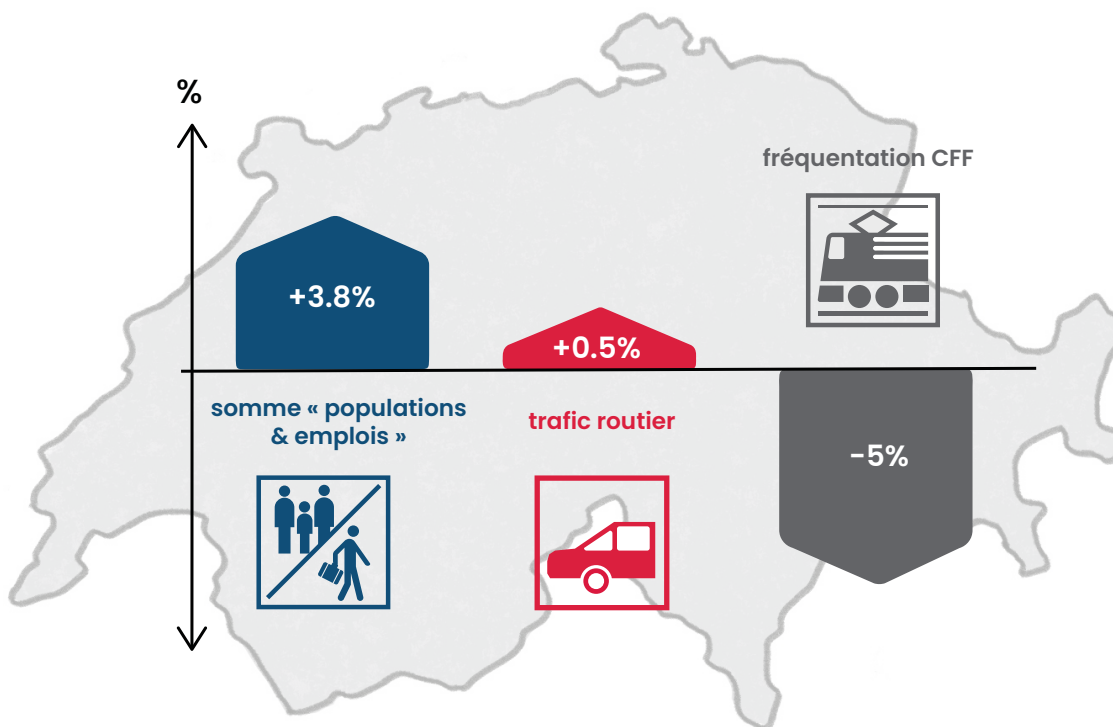 %
fréquentation CFF
+3.8%
+0.5%
somme « populations
& emplois »
trafic routier
-5%